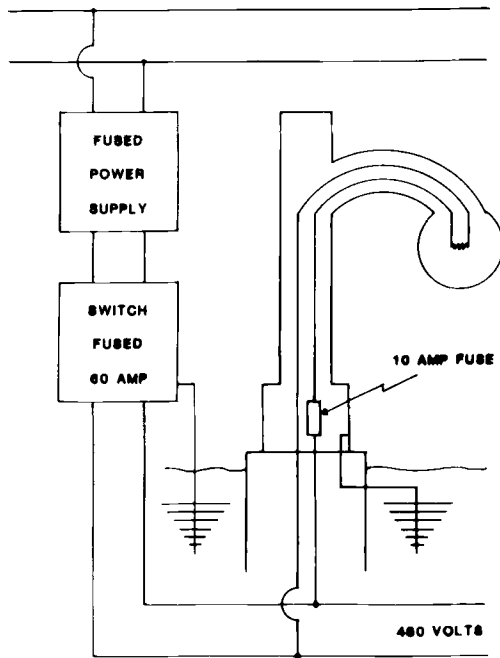 FUSED
POWER
SUPPLY
SWITCH
FUSED
60 AMP
10 AMP FUSE
480 VOLTS